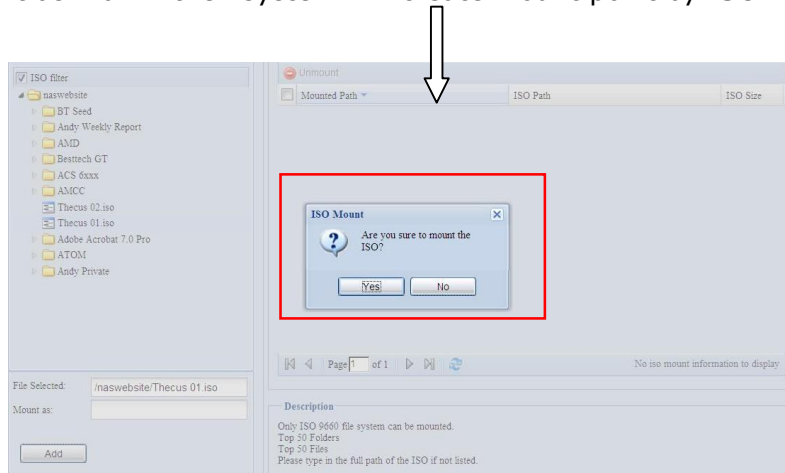 ISO filter
naswebsite
BT Seed
Andy Weekly Report
AMD
Besttech GT
ACS 6xxx
AMCC
Thecus 02.iso
Thecus 01.iso
Adobe Acrobat 7.0 Pro
ATOM
Andy Private
File Selected: /naswebsite/Thecus 01.iso
Mount as:
Add
Unmount
Mounted Path ISO Path ISO Size
ISO Mount
Are you sure to mount the
ISO?
Yes No
Page 1 of 1 No iso mount information to display
Description
Only ISO 9660 file system can be mounted.
Top 50 Folders
Top 50 Files
Please type in the full path of the ISO if not listed.